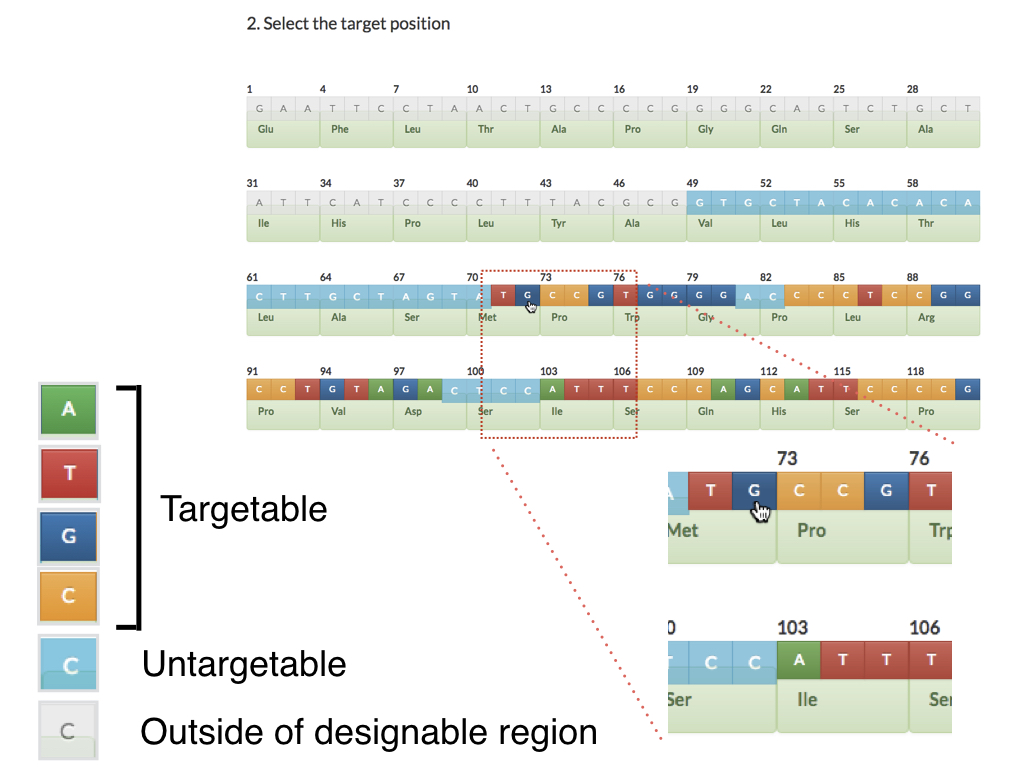 2. Select the target position
1 4 7 10 13 16 19 22 25 28
G A A T T C C T A A C T G C C C C G G G G C A G T C T G C T
Glu Phe Leu Thr Ala Pro Gly Gln Ser Ala
31 34 37 40 43 46 49 52 55 58
A T T C A T C C C C T T T A C G C G G T G C T A C A C A C A
Ile His Pro Leu Tyr Ala Val Leu His Thr
61 64 67 70 73 76 79 82 85 88
C T T G C T A G T A T G C C G T G G G G A C C C C T C C G G
Leu Ala Ser Met Pro Trp Gly Pro Leu Arg
91 94 97 100 103 106 109 112 115 118
C C T G T A G A C T C C A T T T C C C A G C A T T C C C C G
Pro Val Asp Ser Ile Ser Gln His Ser Pro
A
T
G
C
Targetable
C
Untargetable
C
Outside of designable region
73 76
A T G C C G T
Met Pro Trp
0 103 106
T C C A T T T
Ser Ile Ser